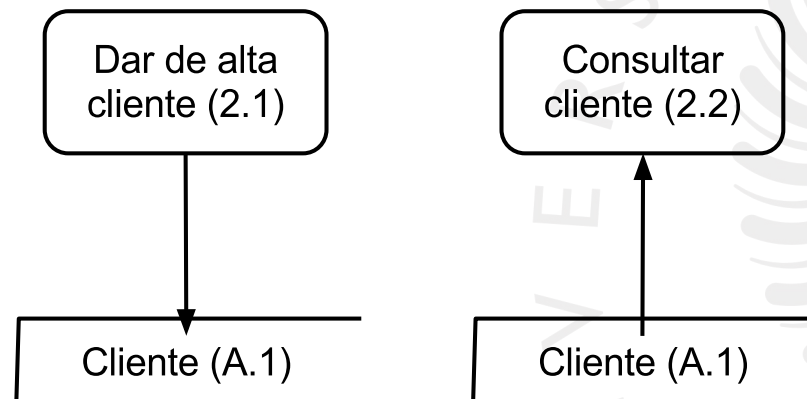 Dar de alta
cliente (2.1)
Consultar
cliente (2.2)
Cliente (A.1)
Cliente (A.1)